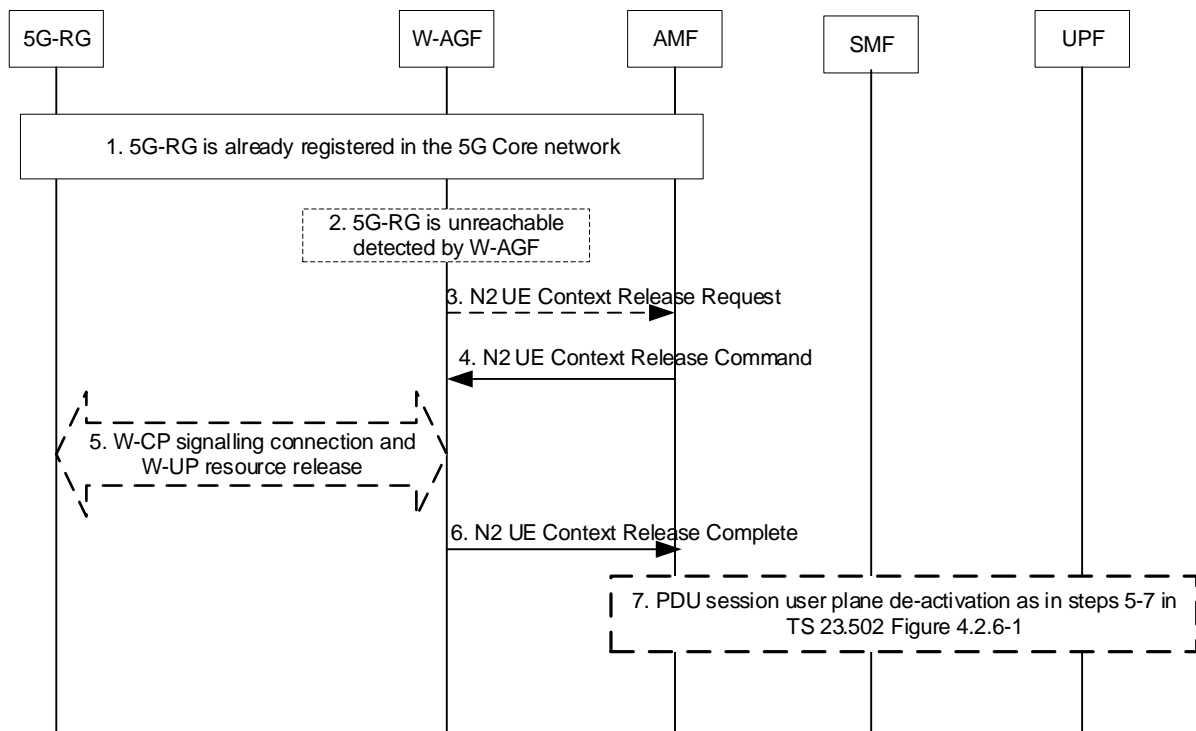 5G-RG
W-AGF
AMF
SMF
UPF
1. 5G-RG is already registered in the 5G Core network
2. 5G-RG is unreachable
detected by W-AGF
3. N2 UE Context Release Request
4. N2 UE Context Release Command
5. W-CP signalling connection and
W-UP resource release
6. N2 UE Context Release Complete
7. PDU session user plane de-activation as in steps 5-7 in
TS 23.502 Figure 4.2.6-1